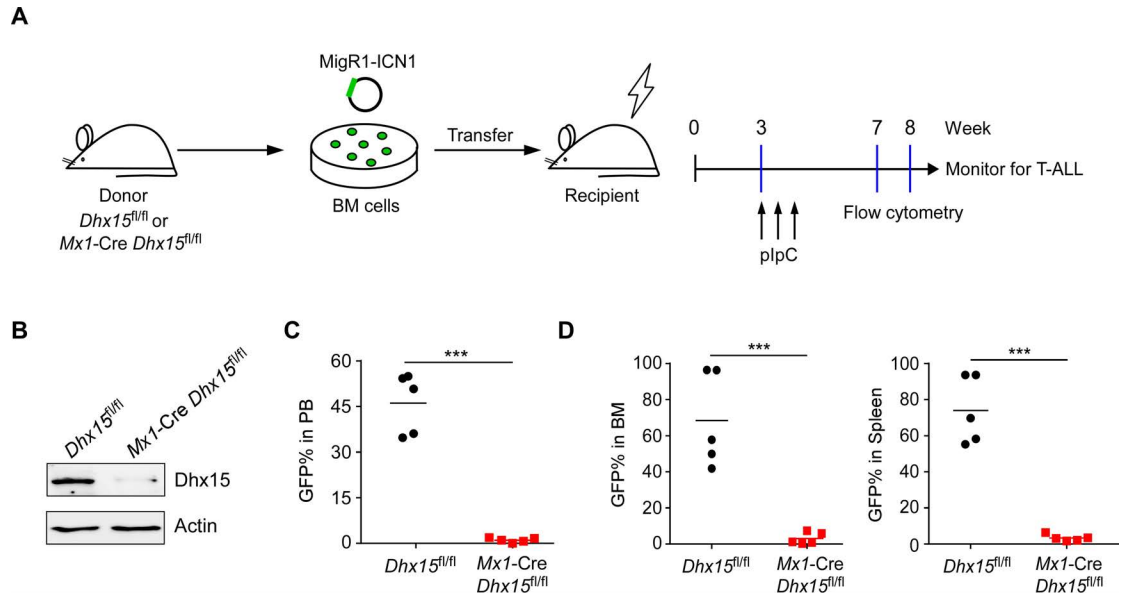 A
MigR1-ICN1
Transfer
Donor
Dhx15fl/fl or
Mx1-Cre Dhx15fl/fl
BM cells
Recipient
0 3 7 8 Week
Monitor for T-ALL
Flow cytometry
pIpC
B
Dhx15fl/fl
Mx1-Cre Dhx15fl/fl
Dhx15
Actin
C
GFP% in PB
60
45
30
15
0
***
Dhx15fl/fl
Mx1-Cre
Dhx15fl/fl
D
GFP% in BM
100
80
60
40
20
0
***
Dhx15fl/fl
Mx1-Cre
Dhx15fl/fl
GFP% in Spleen
100
80
60
40
20
0
***
Dhx15fl/fl
Mx1-Cre
Dhx15fl/fl